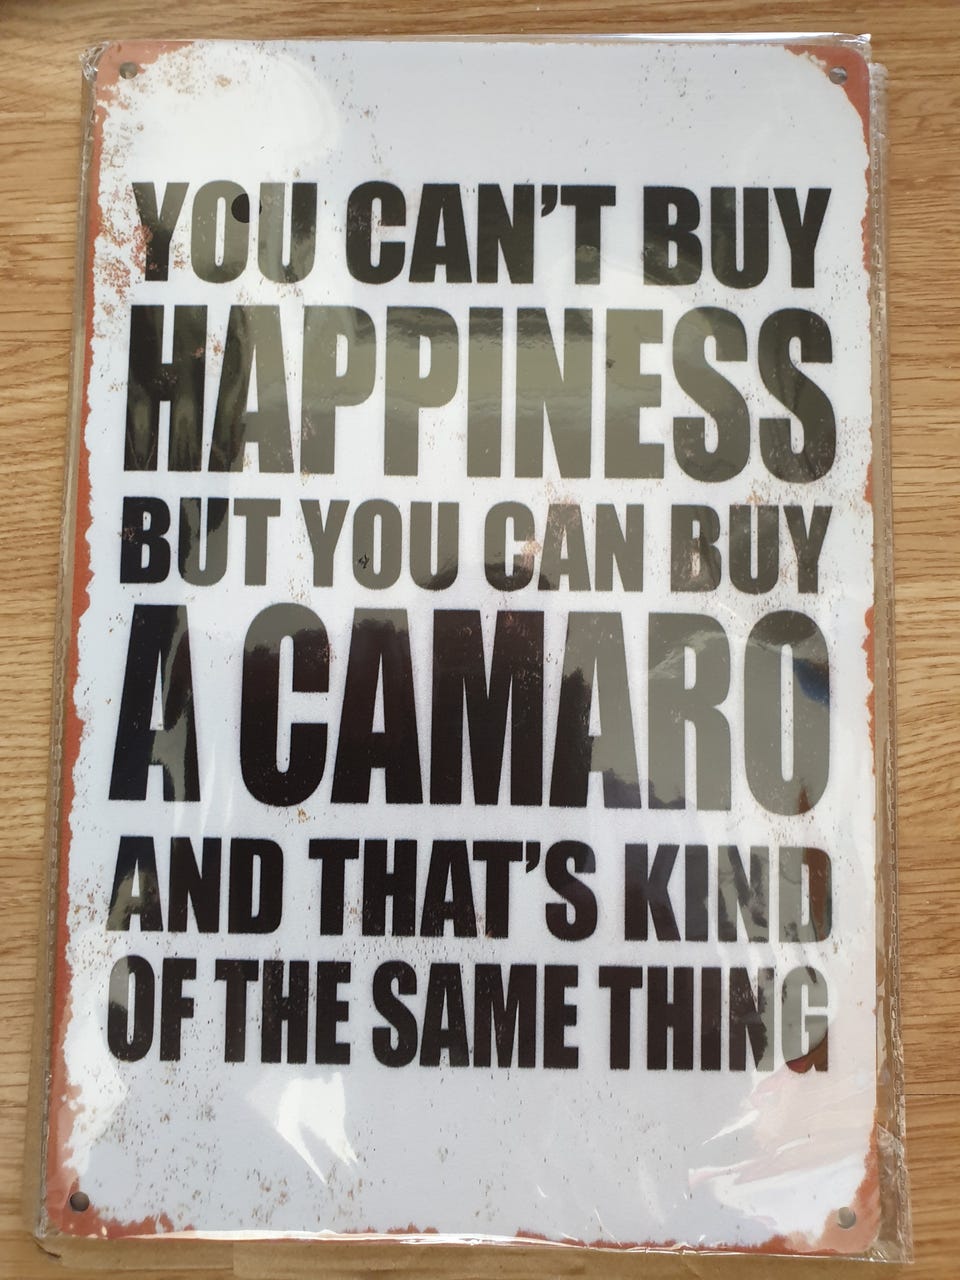 YOU CAN'T BUY
HAPPINESS
BUT YOU CAN BUY
A CAMARO
AND THAT'S KIND
OF THE SAME THING